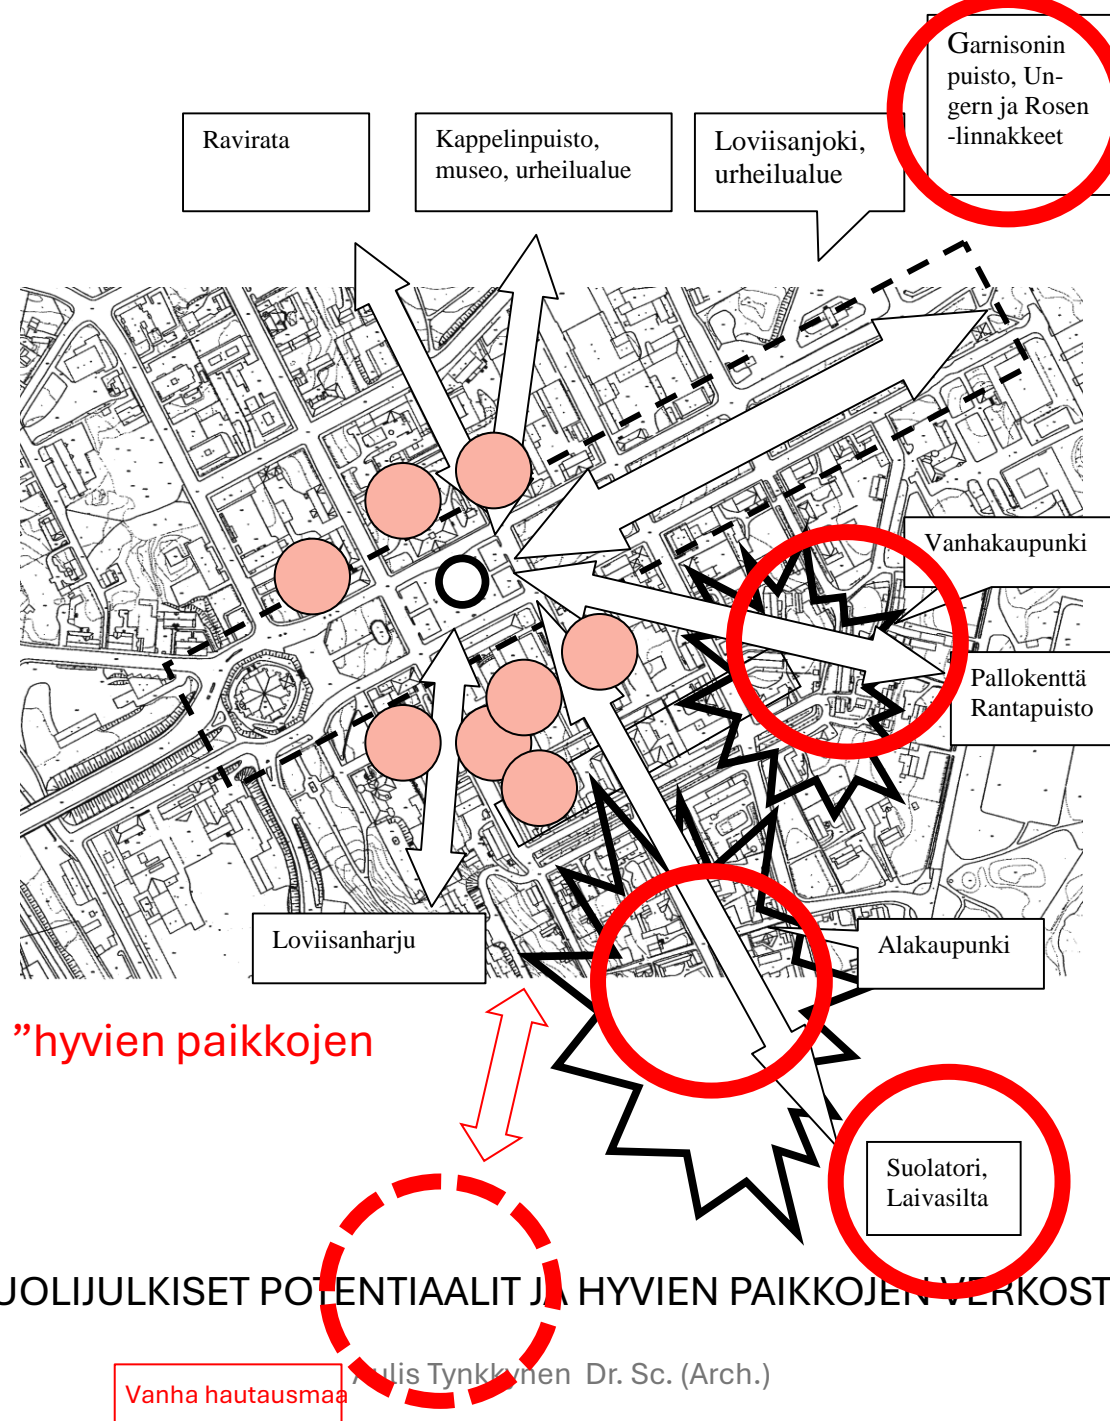 Garnisonin
puisto, Un-
gern ja Rosen
-linnakkeet
Ravirata
Kappelinpuisto,
museo, urheilualue
Loviisanjoki,
urheilualue
Vanhakaupunki
Pallokenttä
Rantapuisto
Loviisanharju
Alakaupunki
”hyvien paikkojen
Suolatori,
Laivasilta
UOLIJULKISET POTENTIAALIT JA HYVIEN PAIKKOJEN VERKOST
Aulis Tynkkynen Dr. Sc. (Arch.)
Vanha hautausmaa